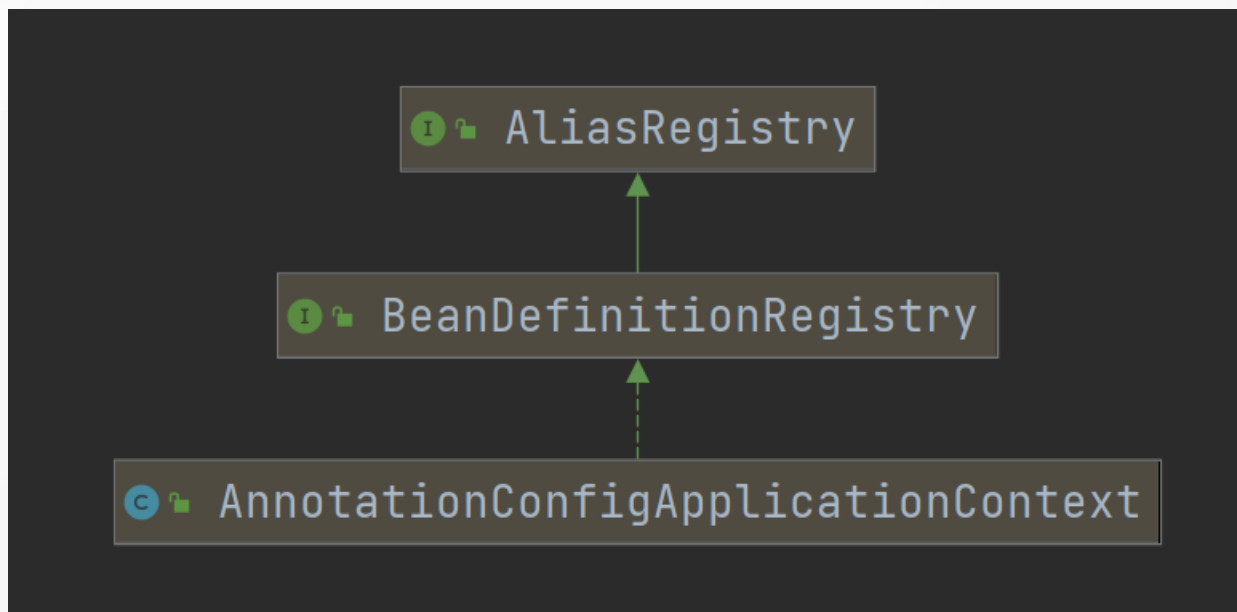 I AliasRegistry
I BeanDefinitionRegistry
C AnnotationConfigApplicationContext